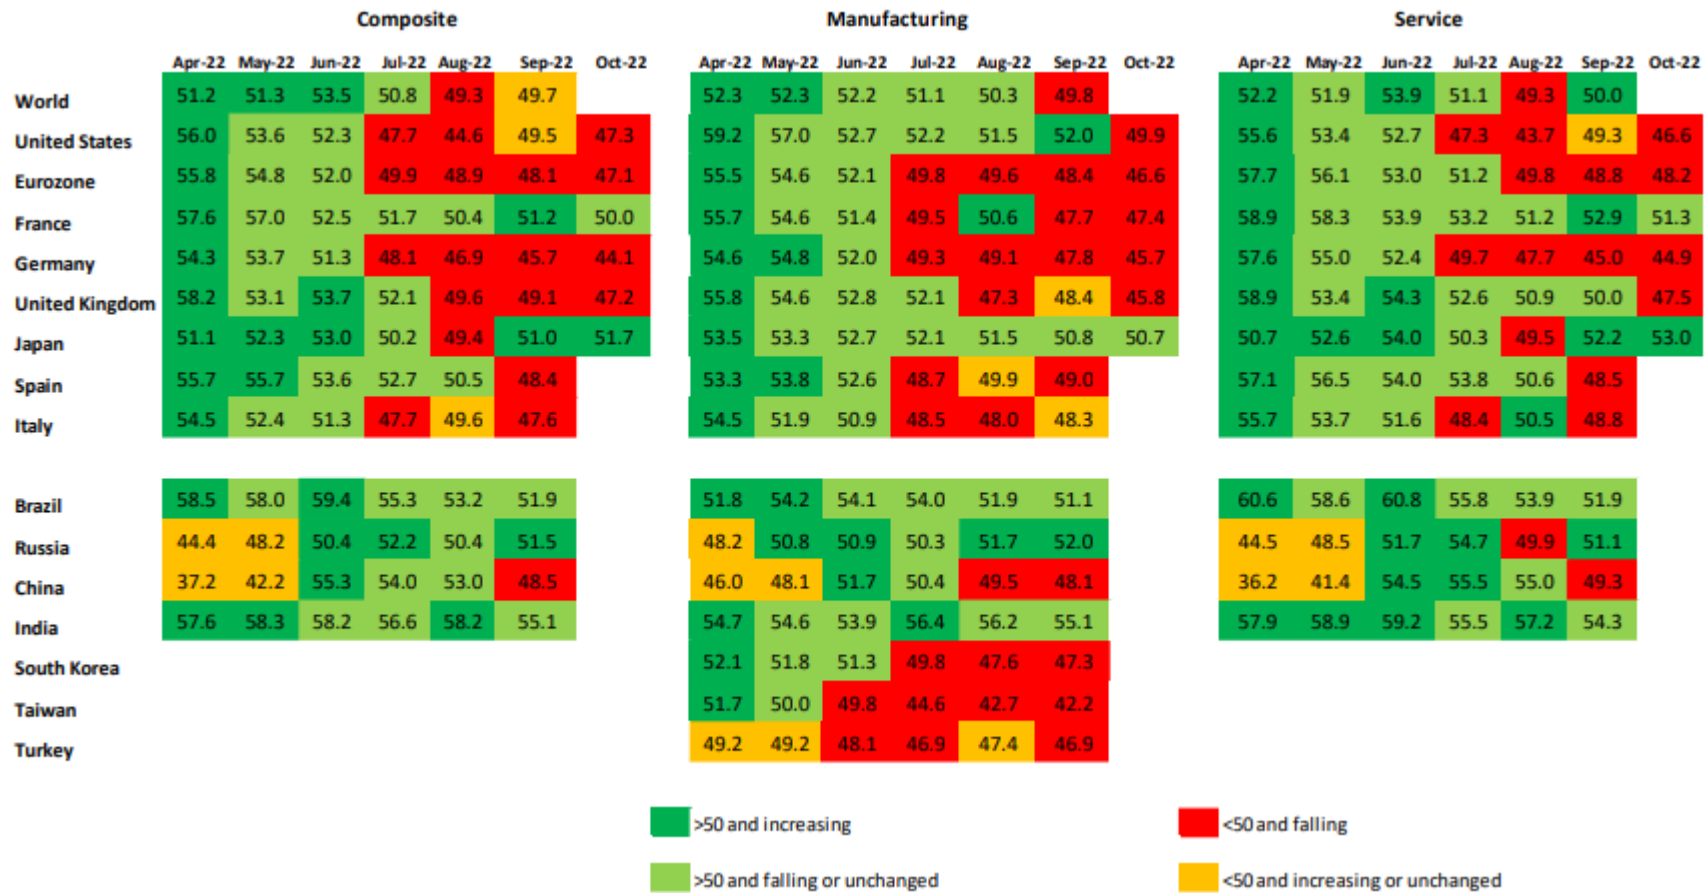 Composite Manufacturing Service
Apr-22 May-22 Jun-22 Jul-22 Aug-22 Sep-22 Oct-22 Apr-22 May-22 Jun-22 Jul-22 Aug-22 Sep-22 Oct-22 Apr-22 May-22 Jun-22 Jul-22 Aug-22 Sep-22 Oct-22
World 51.2 51.3 53.5 50.8 49.3 49.7 52.3 52.3 52.2 51.1 50.3 49.8 52.2 51.9 53.9 51.1 49.3 50.0
United States 56.0 53.6 52.3 47.7 44.6 49.5 47.3 59.2 57.0 52.7 52.2 51.5 52.0 49.9 55.6 53.4 52.7 47.3 43.7 49.3 46.6
Eurozone 55.8 54.8 52.0 49.9 48.9 48.1 47.1 55.5 54.6 52.1 49.8 49.6 48.4 46.6 57.7 56.1 53.0 51.2 49.8 48.8 48.2
France 57.6 57.0 52.5 51.7 50.4 51.2 50.0 55.7 54.6 51.4 49.5 50.6 47.7 47.4 58.9 58.3 53.9 53.2 51.2 52.9 51.3
Germany 54.3 53.7 51.3 48.1 46.9 45.7 44.1 54.6 54.8 52.0 49.3 49.1 47.8 45.7 57.6 55.0 52.4 49.7 47.7 45.0 44.9
United Kingdom 58.2 53.1 53.7 52.1 49.6 49.1 47.2 55.8 54.6 52.8 52.1 47.3 48.4 45.8 58.9 53.4 54.3 52.6 50.9 50.0 47.5
Japan 51.1 52.3 53.0 50.2 49.4 51.0 51.7 53.5 53.3 52.7 52.1 51.5 50.8 50.7 50.7 52.6 54.0 50.3 49.5 52.2 53.0
Spain 55.7 55.7 53.6 52.7 50.5 48.4 53.3 53.8 52.6 48.7 49.9 49.0 57.1 56.5 54.0 53.8 50.6 48.5
Italy 54.5 52.4 51.3 47.7 49.6 47.6 54.5 51.9 50.9 48.5 48.0 48.3 55.7 53.7 51.6 48.4 50.5 48.8
Brazil 58.5 58.0 59.4 55.3 53.2 51.9 51.8 54.2 54.1 54.0 51.9 51.1 60.6 58.6 60.8 55.8 53.9 51.9
Russia 44.4 48.2 50.4 52.2 50.4 51.5 48.2 50.8 50.9 50.3 51.7 52.0 44.5 48.5 51.7 54.7 49.9 51.1
China 37.2 42.2 55.3 54.0 53.0 48.5 46.0 48.1 51.7 50.4 49.5 48.1 36.2 41.4 54.5 55.5 55.0 49.3
India 57.6 58.3 58.2 56.6 58.2 55.1 54.7 54.6 53.9 56.4 56.2 55.1 57.9 58.9 59.2 55.5 57.2 54.3
South Korea 52.1 51.8 51.3 49.8 47.6 47.3
Taiwan 51.7 50.0 49.8 44.6 42.7 42.2
Turkey 49.2 49.2 48.1 46.9 47.4 46.9
>50 and increasing <50 and falling
>50 and falling or unchanged <50 and increasing or unchanged